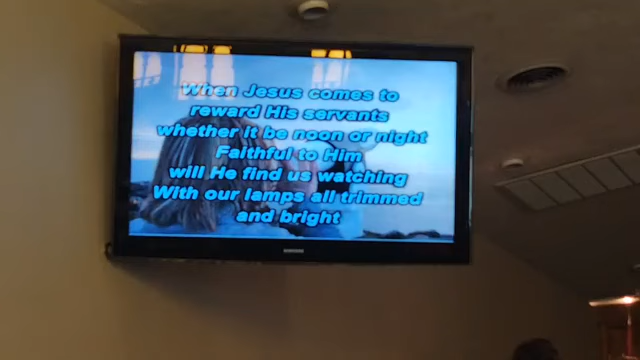 When Jesus comes to
reward His servants
whether it be noon or night
Faithful to Him
will He find us watching
With our lamps all trimmed
and bright
SAMSUNG